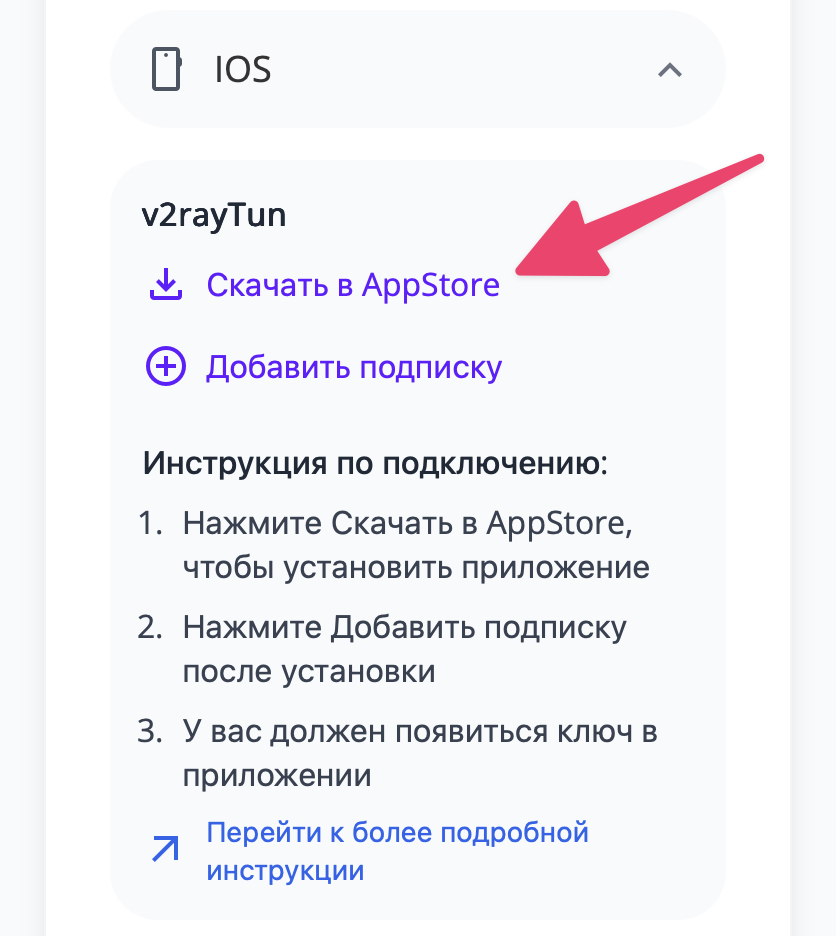 IOS
v2rayTun
Скачать в AppStore
Добавить подписку
Инструкция по подключению:
1. Нажмите Скачать в AppStore,
чтобы установить приложение
2. Нажмите Добавить подписку
после установки
3. У вас должен появиться ключ в
приложении
Перейти к более подробной
инструкции